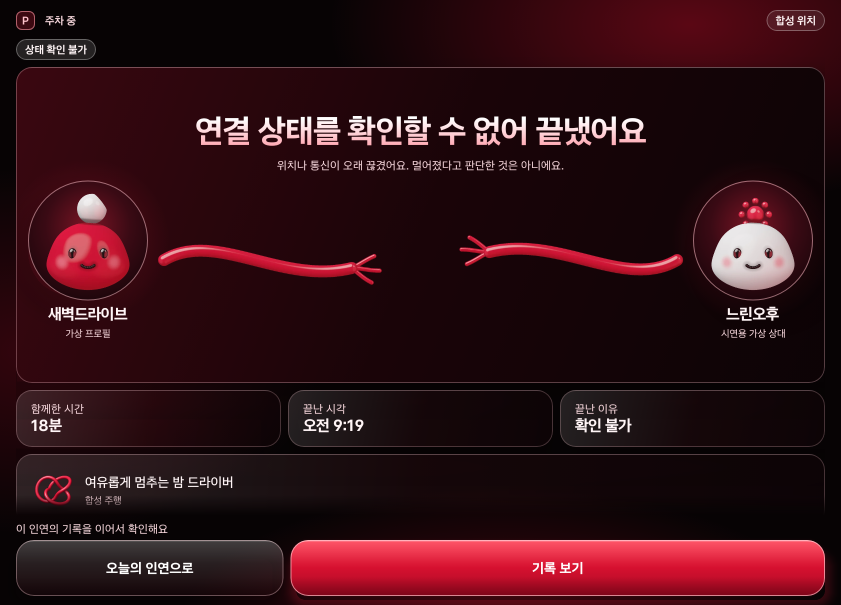 P 주차 중
합성 위치
상태 확인 불가
연결 상태를 확인할 수 없어 끝냈어요
위치나 통신이 오래 끊겼어요. 멀어졌다고 판단한 것은 아니에요.
새벽드라이브
가상 프로필
느린오후
시연용 가상 상대
함께한 시간
18분
끝난 시각
오전 9:19
끝난 이유
확인 불가
여유롭게 멈추는 밤 드라이버
합성 주행
이 인연의 기록을 이어서 확인해요
오늘의 인연으로
기록 보기